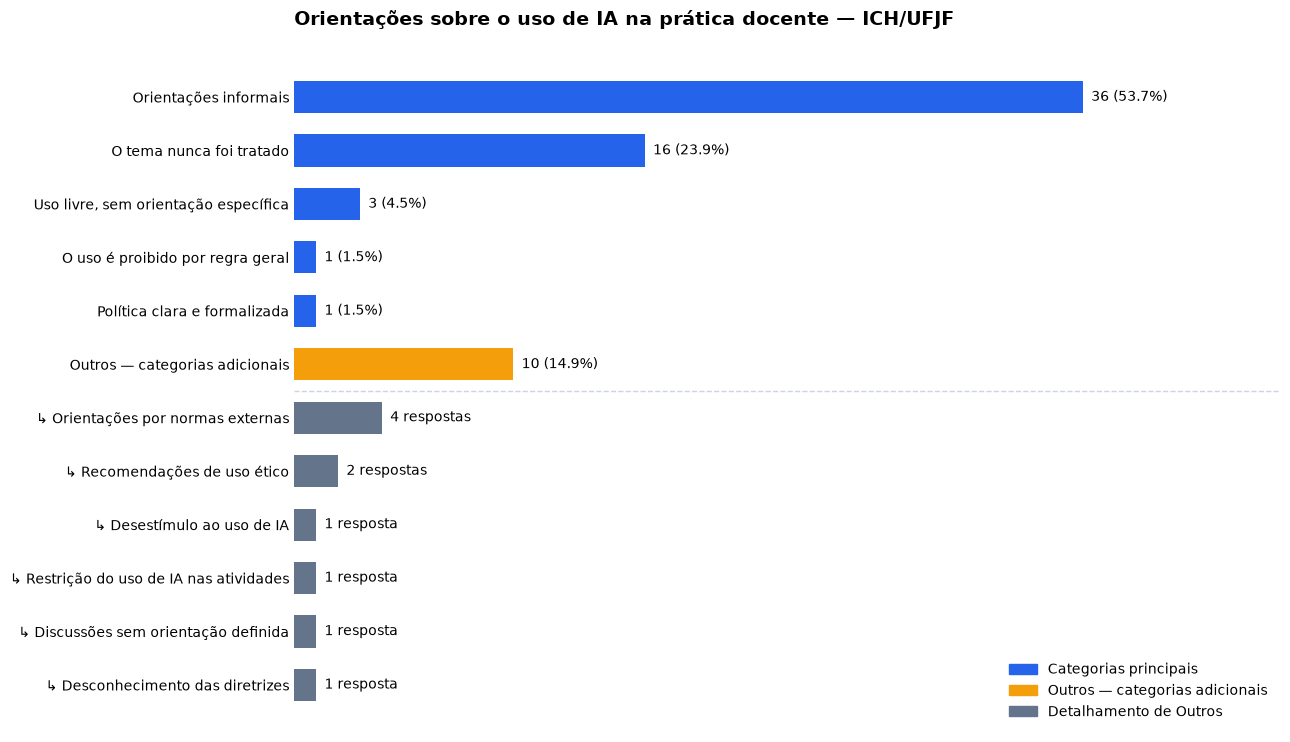 Orientações sobre o uso de IA na prática docente — ICH/UFJF
Orientações informais 36 (53.7%)
O tema nunca foi tratado 16 (23.9%)
Uso livre, sem orientação específica 3 (4.5%)
O uso é proibido por regra geral 1 (1.5%)
Política clara e formalizada 1 (1.5%)
Outros — categorias adicionais 10 (14.9%)
↳ Orientações por normas externas 4 respostas
↳ Recomendações de uso ético 2 respostas
↳ Desestímulo ao uso de IA 1 resposta
↳ Restrição do uso de IA nas atividades 1 resposta
↳ Discussões sem orientação definida 1 resposta
↳ Desconhecimento das diretrizes 1 resposta
Categorias principais
Outros — categorias adicionais
Detalhamento de Outros